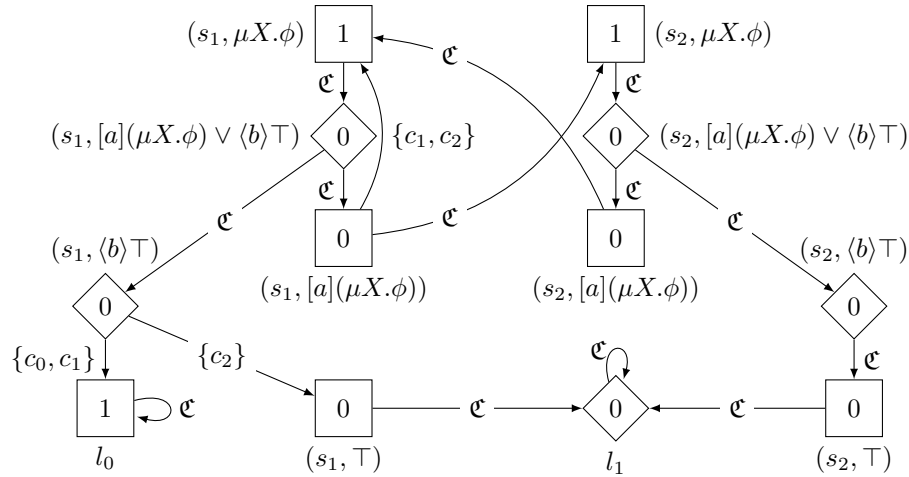 (s₁, μX.ϕ) 1 1 (s₂, μX.ϕ)
ℭ ℭ ℭ
(s₁, [a](μX.ϕ) ∨ ⟨b⟩⊤) 0 {c₁, c₂} 0 (s₂, [a](μX.ϕ) ∨ ⟨b⟩⊤)
ℭ ℭ ℭ ℭ ℭ
0 0
(s₁, ⟨b⟩⊤) (s₁, [a](μX.ϕ)) (s₂, [a](μX.ϕ)) (s₂, ⟨b⟩⊤)
0 0
{c₀, c₁} {c₂} ℭ ℭ
1 ℭ 0 ℭ 0 ℭ 0
l₀ (s₁, ⊤) l₁ (s₂, ⊤)